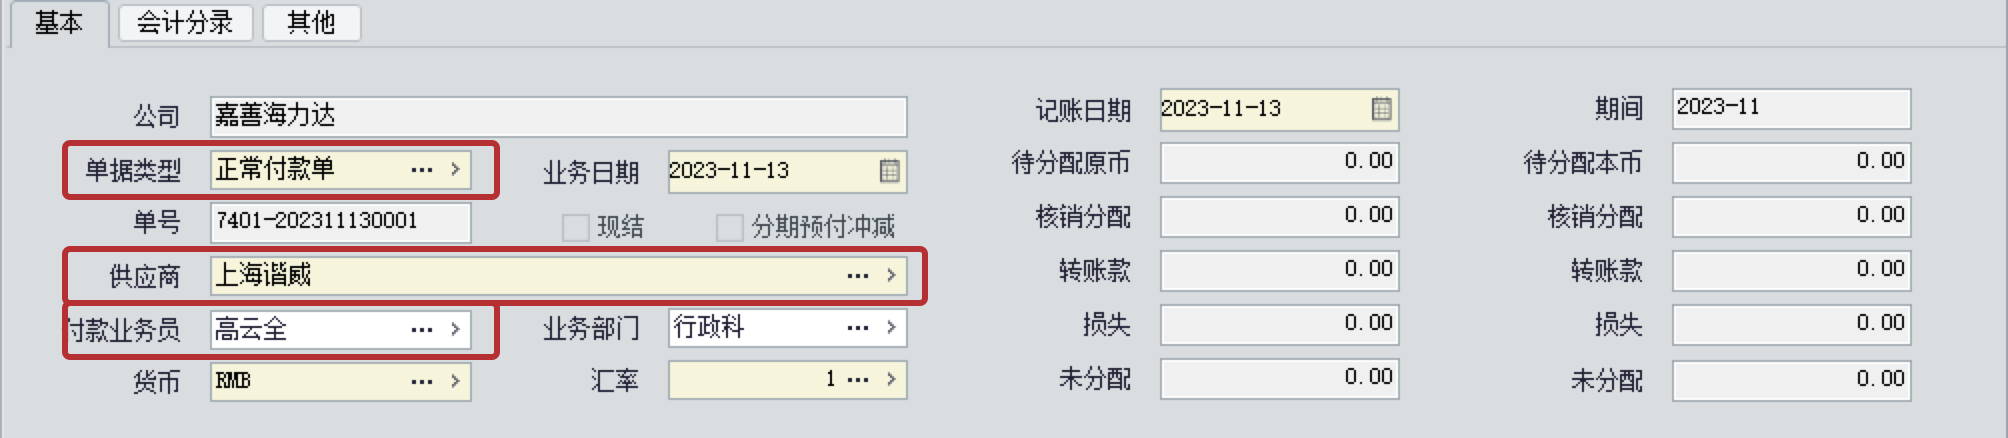 基本 会计分录 其他
公司 嘉善海力达 记账日期 2023-11-13 期间 2023-11
单据类型 正常付款单 ··· > 业务日期 2023-11-13 待分配原币 0.00 待分配本币 0.00
单号 7401-202311130001 现结 分期预付冲减 核销分配 0.00 核销分配 0.00
供应商 上海谐威 ··· > 转账款 0.00 转账款 0.00
付款业务员 高云全 ··· > 业务部门 行政科 ··· > 损失 0.00 损失 0.00
货币 RMB ··· > 汇率 1 ··· > 未分配 0.00 未分配 0.00